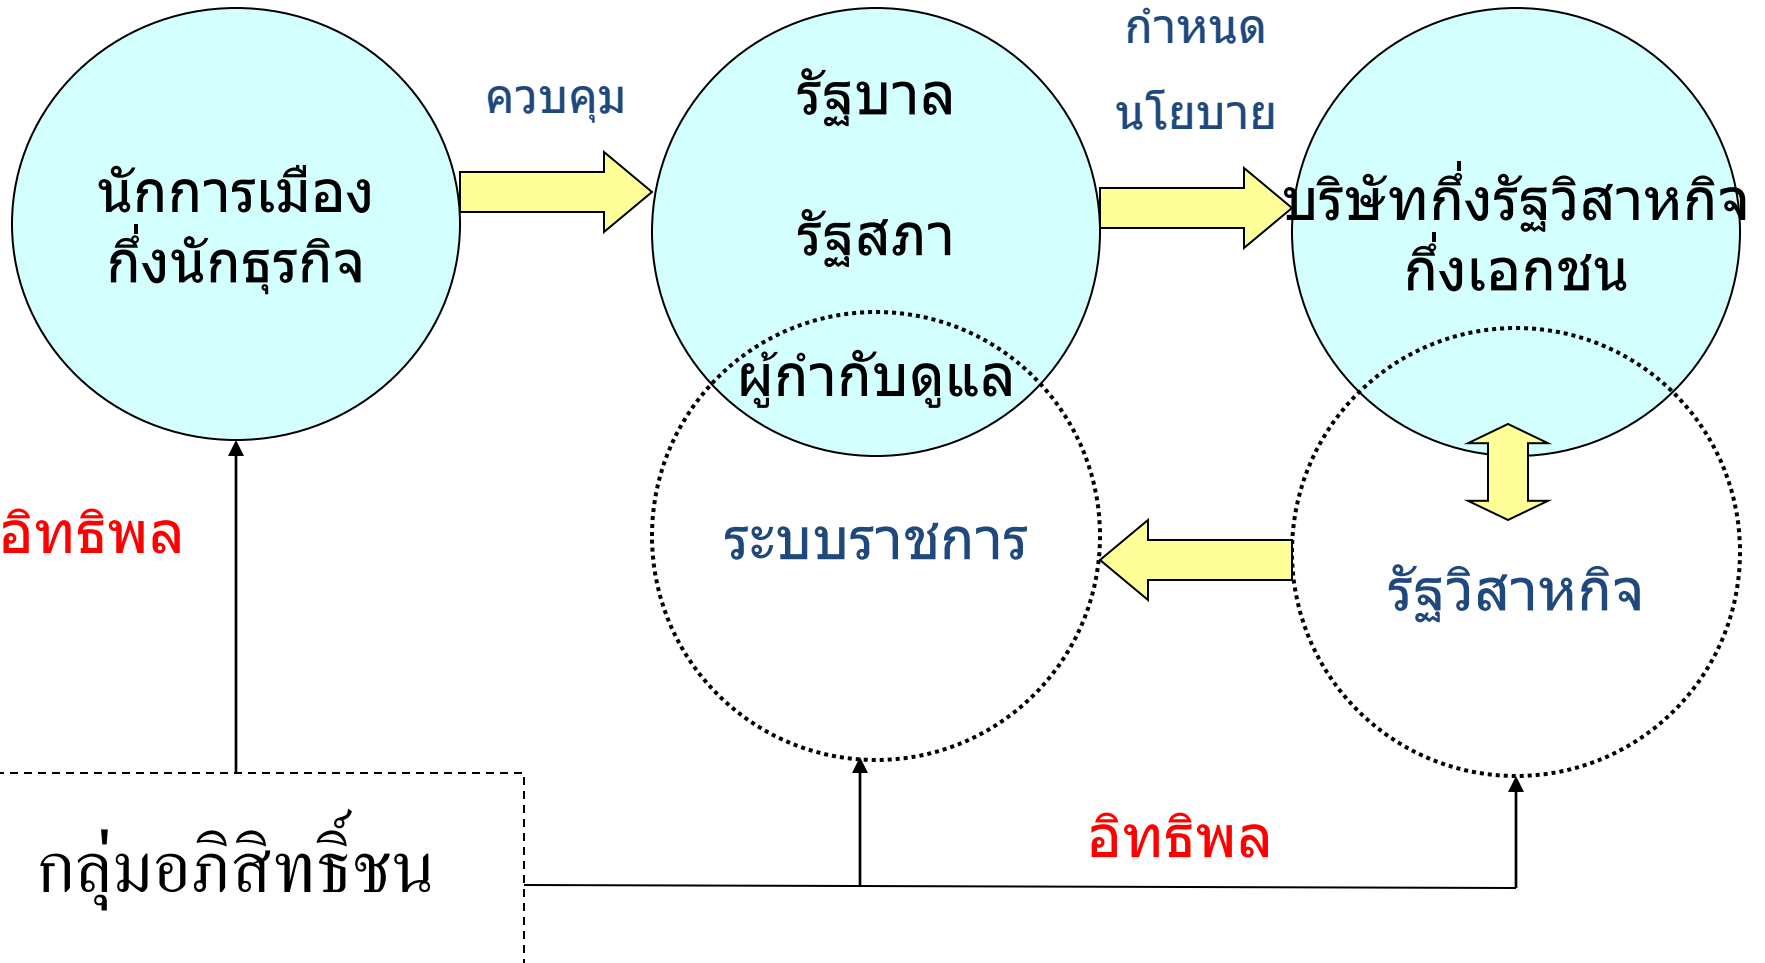 นักการเมือง
กึ่งนักธุรกิจ
ควบคุม
รัฐบาล
รัฐสภา
ผู้กำกับดูแล
กำหนด
นโยบาย
บริษัทกึ่งรัฐวิสาหกิจ
กึ่งเอกชน
อิทธิพล
ระบบราชการ
รัฐวิสาหกิจ
กลุ่มอภิสิทธิ์ชน
อิทธิพล